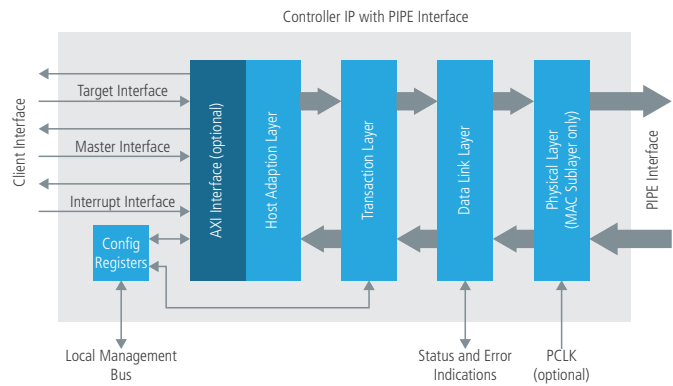 Controller IP with PIPE Interface
Client Interface
Target Interface
Master Interface
Interrupt Interface
Config
Registers
AXI Interface (optional)
Host Adaption Layer
Transaction Layer
Data Link Layer
Physical Layer
(MAC Sublayer only)
PIPE Interface
Local Management
Bus
Status and Error
Indications
PCLK
(optional)